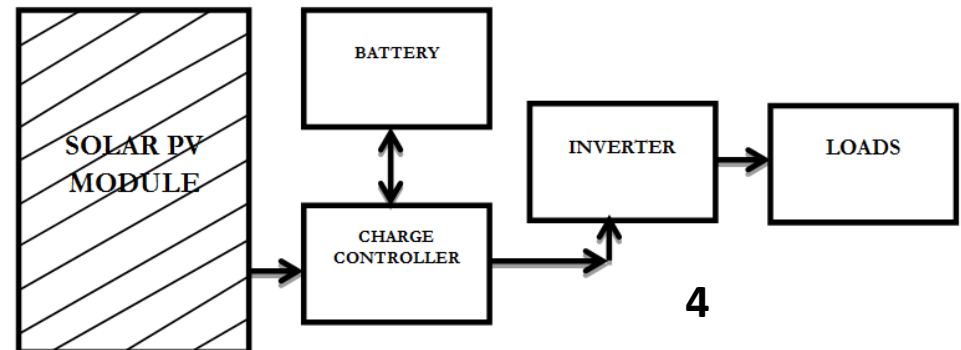 SOLAR PV
MODULE
BATTERY
CHARGE
CONTROLLER
INVERTER
LOADS
4